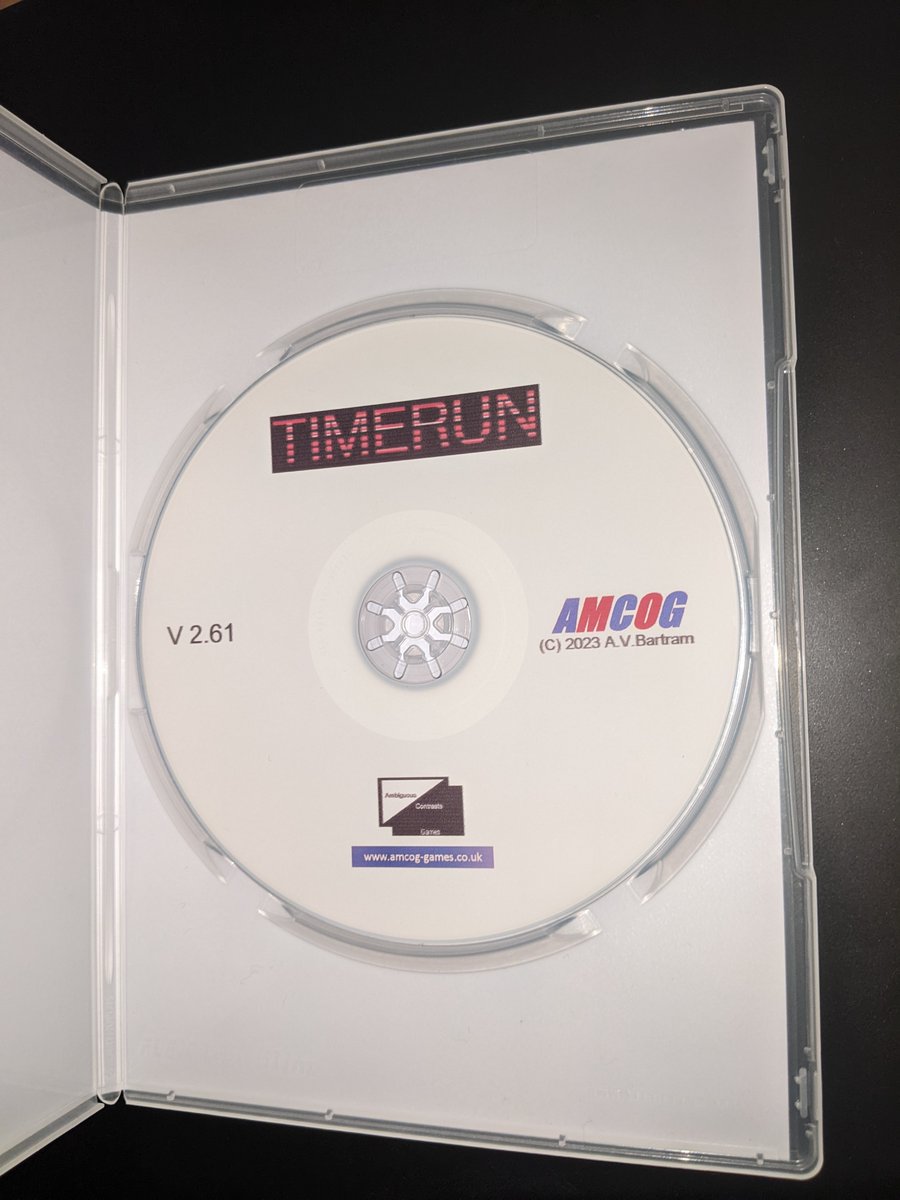 TIMERUN
V 2.61
AMCOG
(C) 2023 A.V.Bartram
Ambiguous
Contrasts
Games
www.amcog-games.co.uk